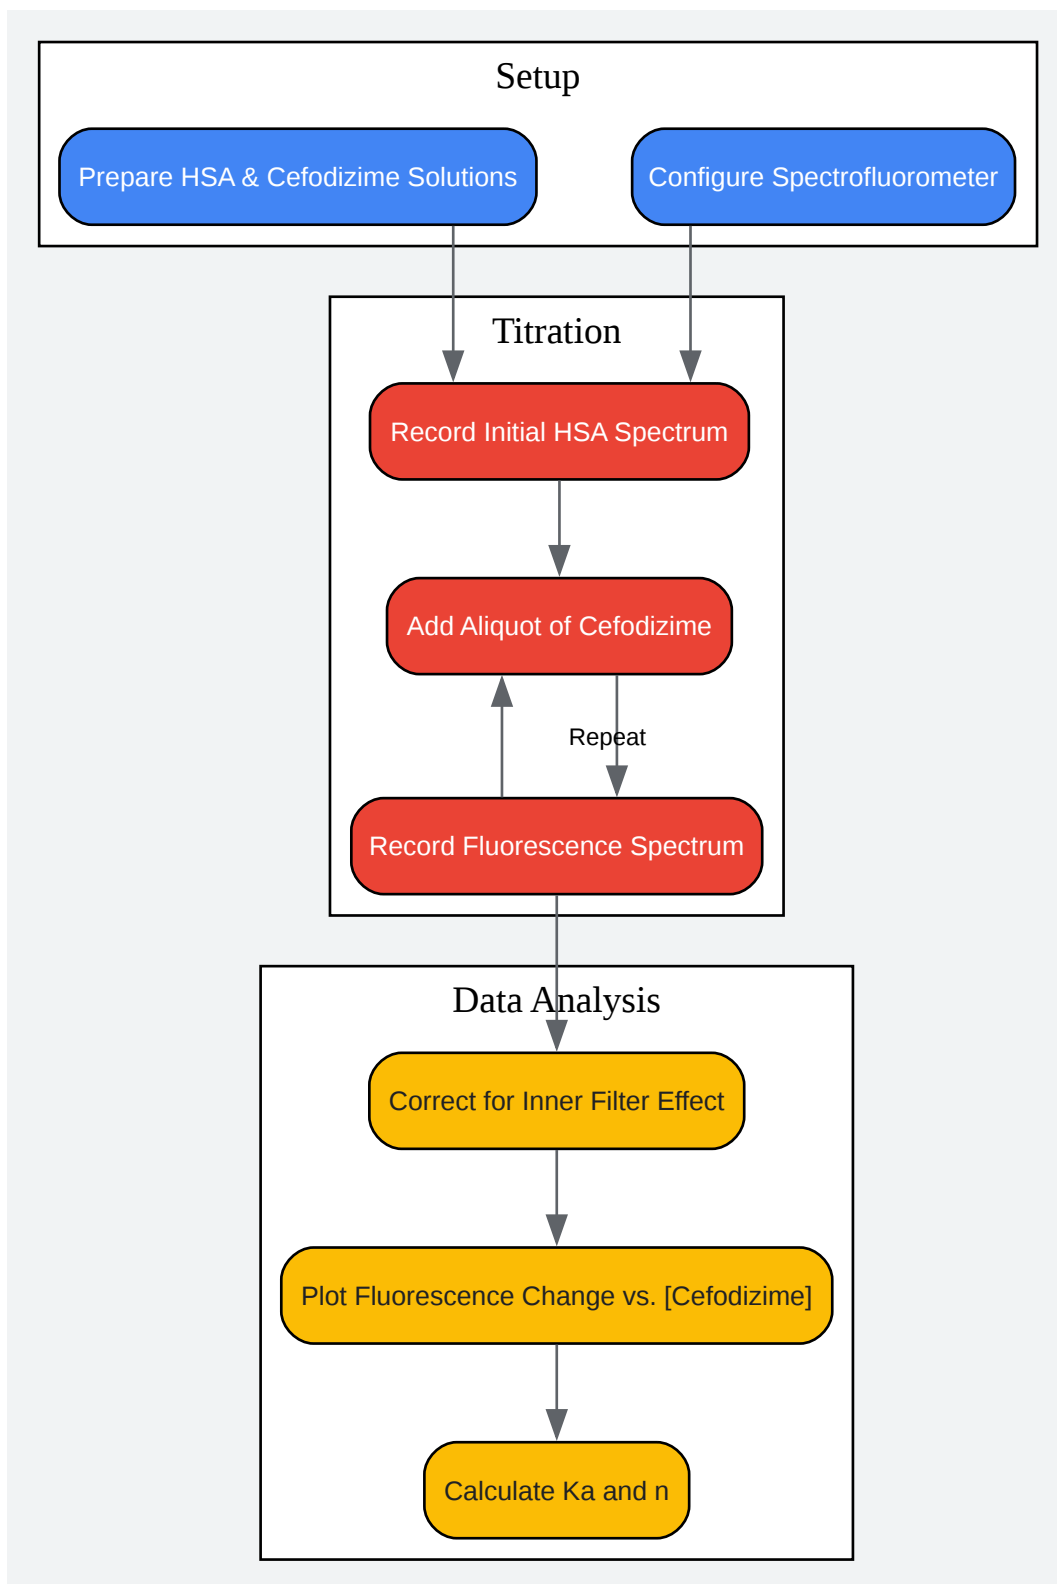 Setup
Prepare HSA & Cefodizime Solutions
Configure Spectrofluorometer
Titration
Record Initial HSA Spectrum
Add Aliquot of Cefodizime
Repeat
Record Fluorescence Spectrum
Data Analysis
Correct for Inner Filter Effect
Plot Fluorescence Change vs. [Cefodizime]
Calculate Ka and n